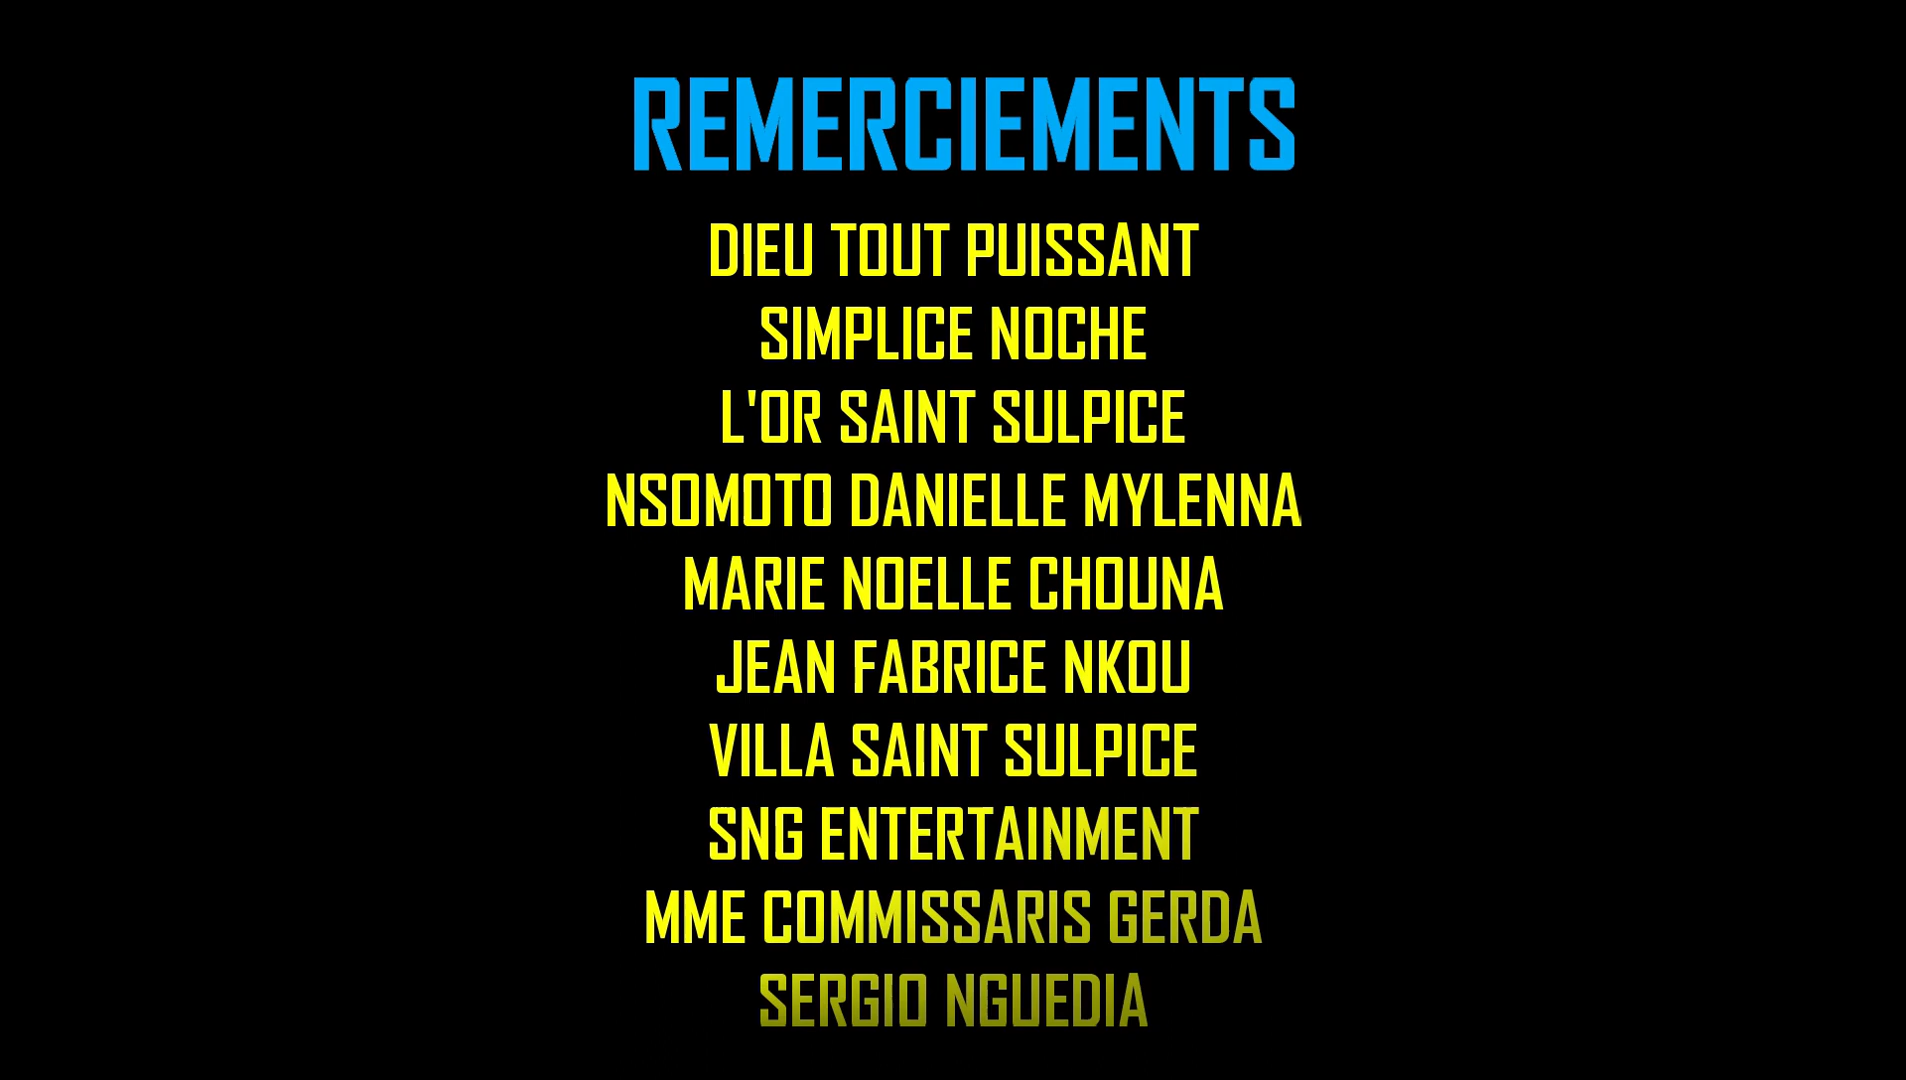 REMERCIEMENTS
DIEU TOUT PUISSANT
SIMPLICE NOCHE
L'OR SAINT SULPICE
NSOMOTO DANIELLE MYLENNA
MARIE NOELLE CHOUNA
JEAN FABRICE NKOU
VILLA SAINT SULPICE
SNG ENTERTAINMENT
MME COMMISSARIS GERDA
SERGIO NGUEDIA